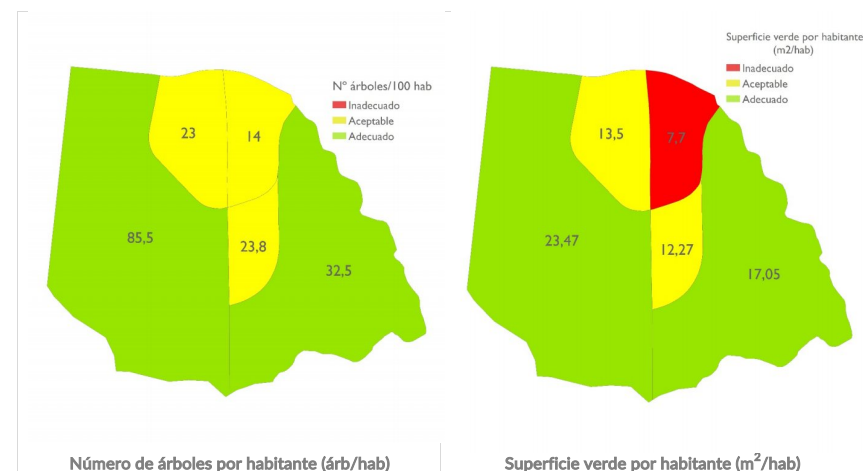 Nº árboles/100 hab
Inadecuado
Aceptable
Adecuado
23
14
85,5
23,8
32,5
Número de árboles por habitante (árb/hab)
Superficie verde por habitante
(m2/hab)
Inadecuado
Aceptable
Adecuado
13,5
7,7
23,47
12,27
17,05
Superficie verde por habitante (m²/hab)